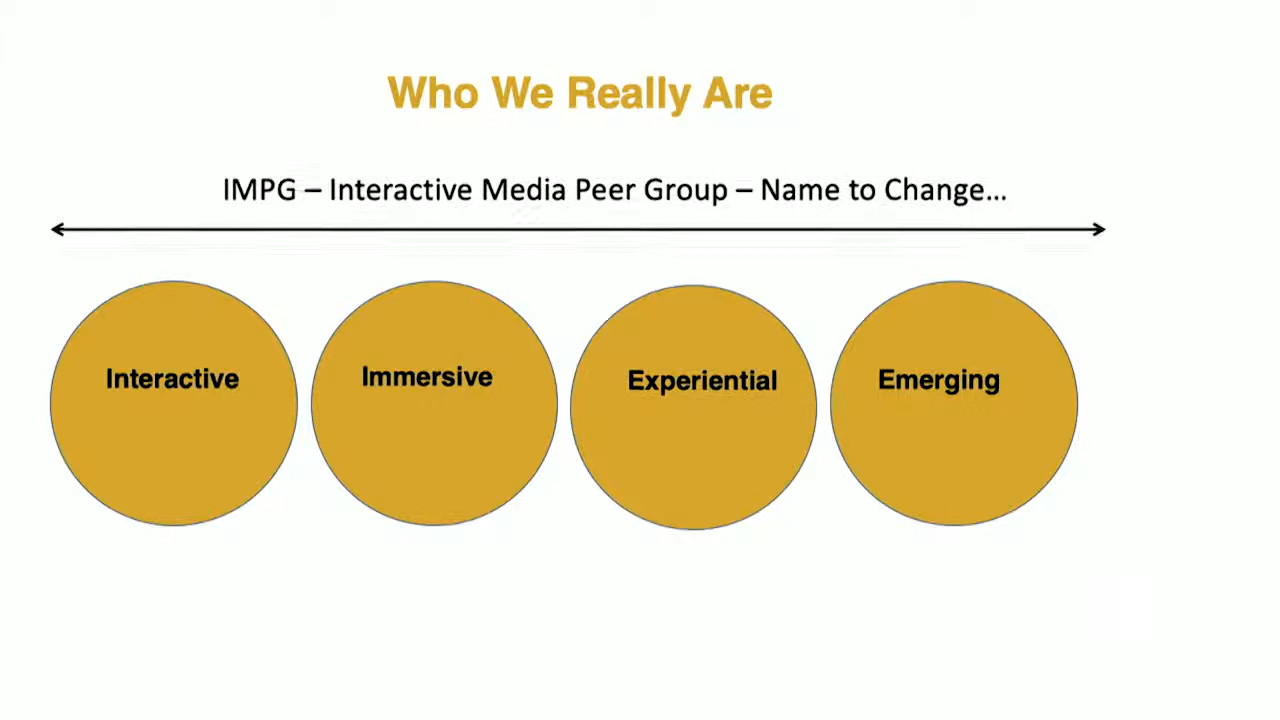 Who We Really Are
IMPG – Interactive Media Peer Group – Name to Change...
Interactive
Immersive
Experiential
Emerging